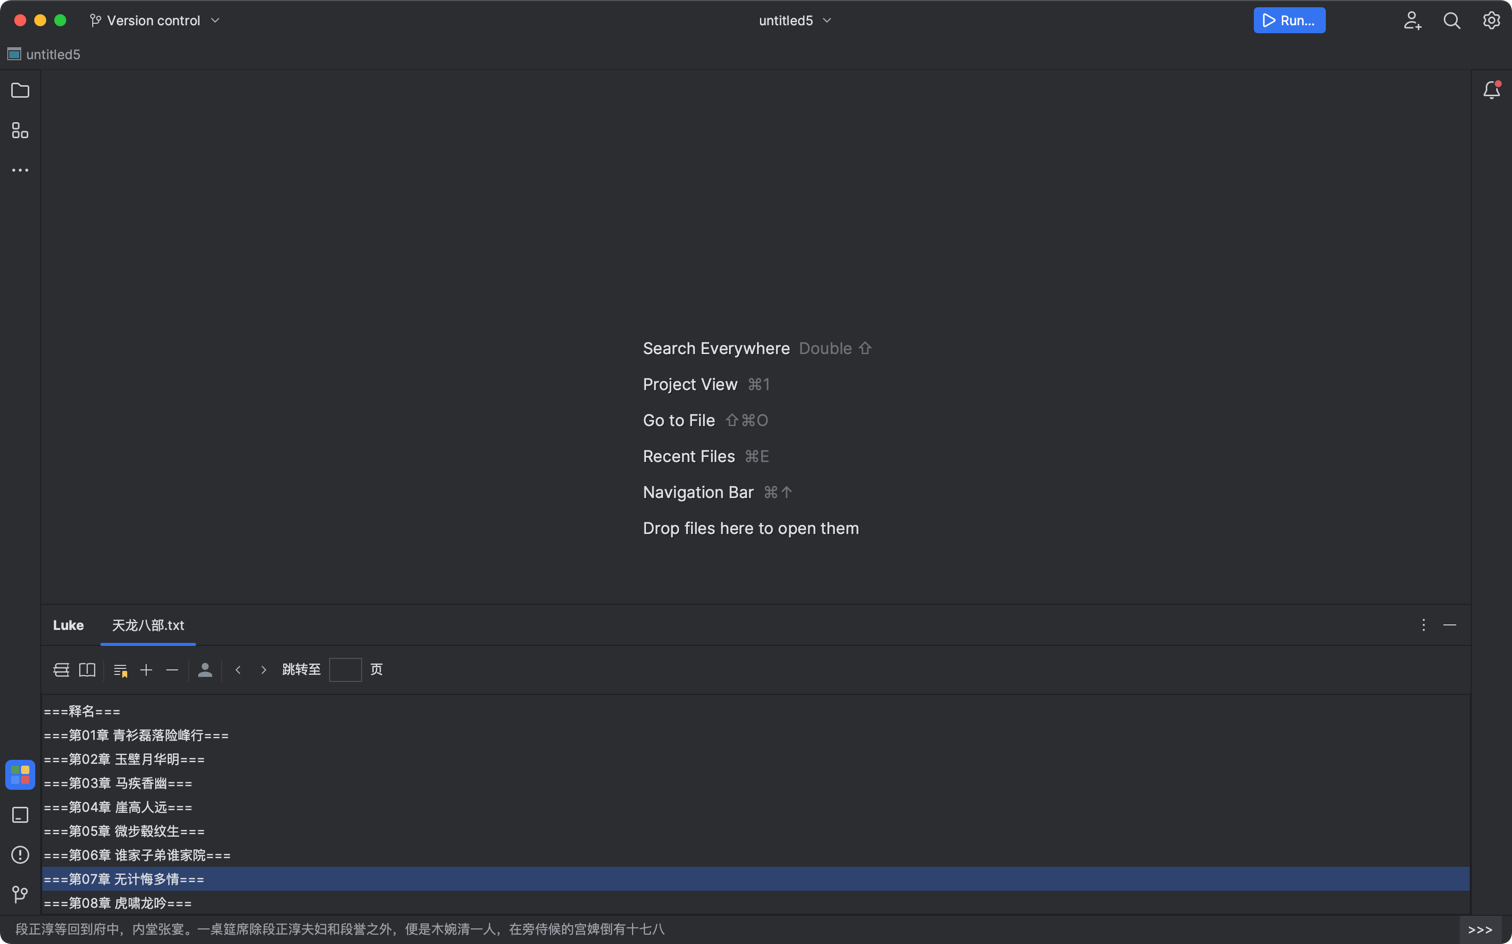 Version control
untitled5
Run...
untitled5
Search Everywhere Double ⇧
Project View ⌘1
Go to File ⇧⌘O
Recent Files ⌘E
Navigation Bar ⌘↑
Drop files here to open them
Luke 天龙八部.txt
跳转至 页
===释名===
===第01章 青衫磊落险峰行===
===第02章 玉壁月华明===
===第03章 马疾香幽===
===第04章 崖高人远===
===第05章 微步毂纹生===
===第06章 谁家子弟谁家院===
===第07章 无计悔多情===
===第08章 虎啸龙吟===
段正淳等回到府中，内堂张宴。一桌筵席除段正淳夫妇和段誉之外，便是木婉清一人，在旁侍候的宫婢倒有十七八
>>>